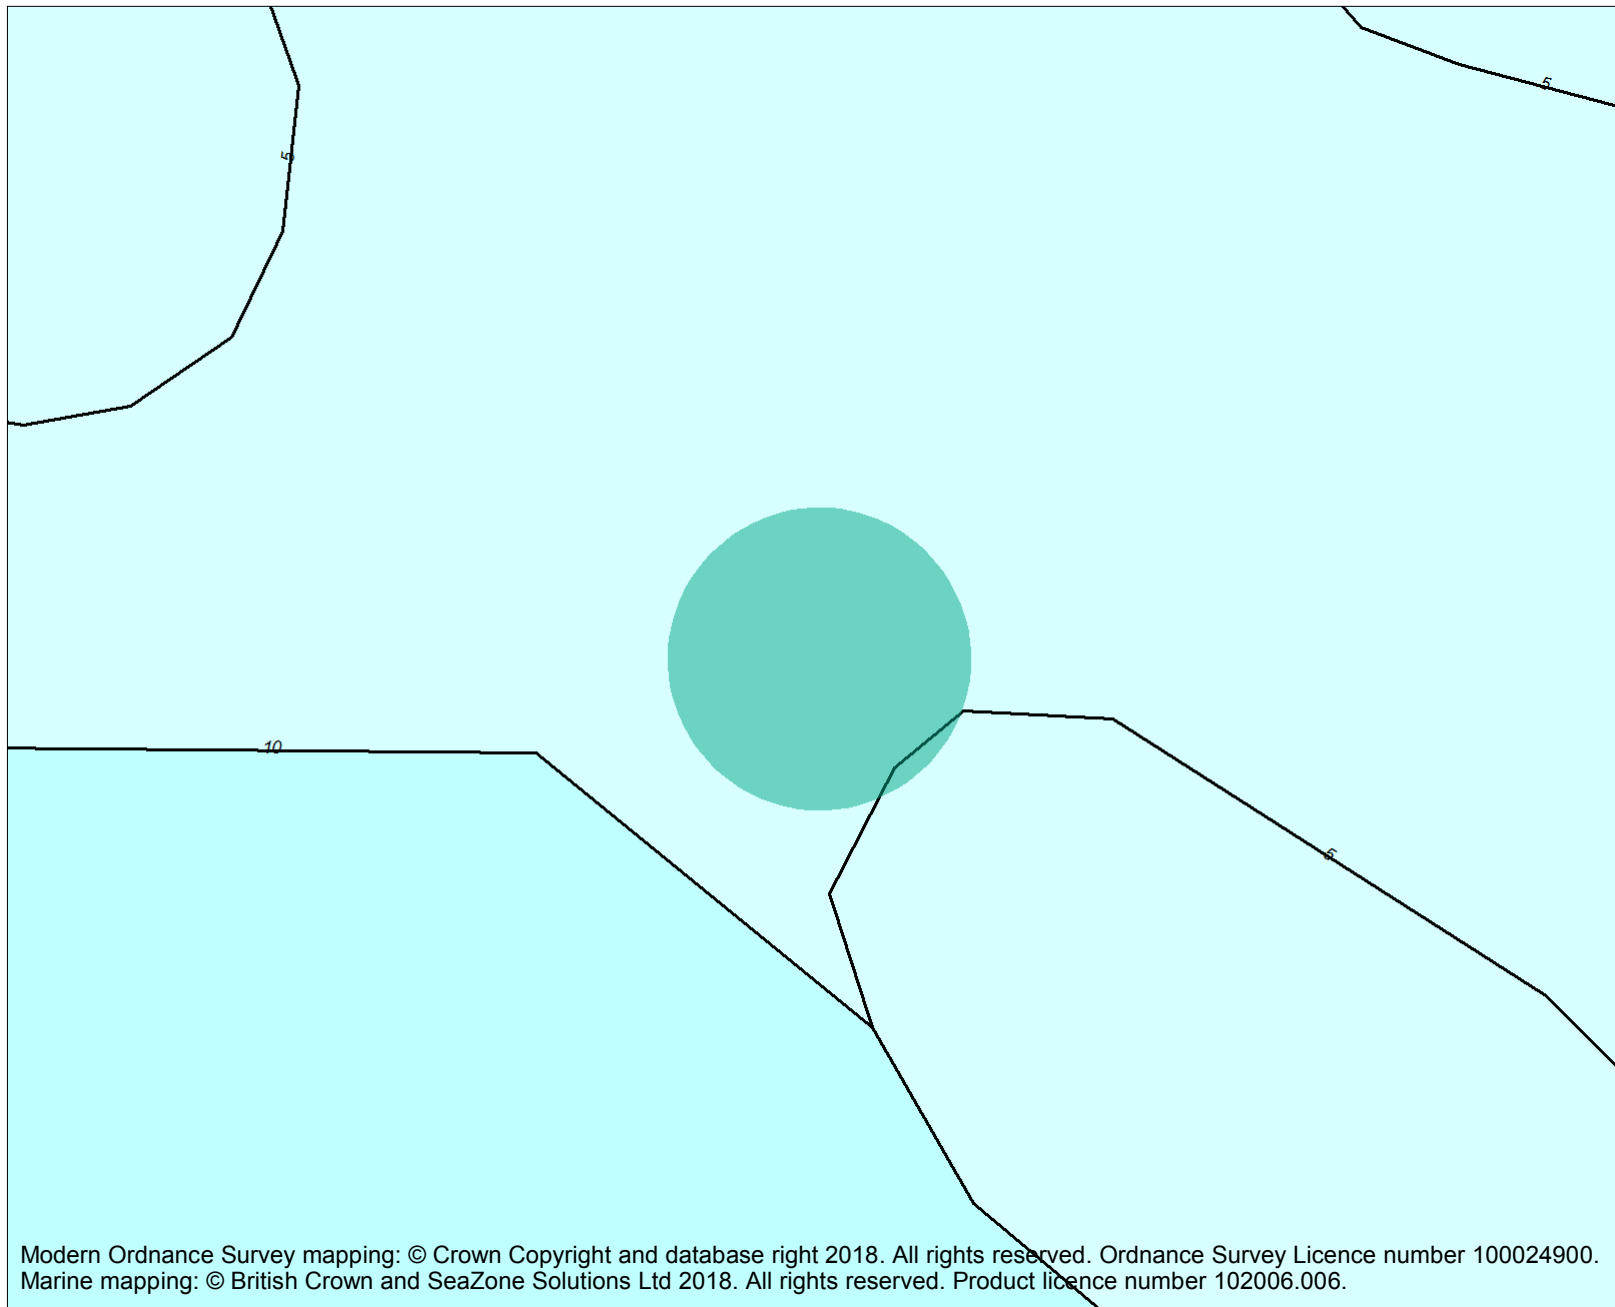 5
5
10
5
Modern Ordnance Survey mapping: © Crown Copyright and database right 2018. All rights reserved. Ordnance Survey Licence number 100024900.
Marine mapping: © British Crown and SeaZone Solutions Ltd 2018. All rights reserved. Product licence number 102006.006.